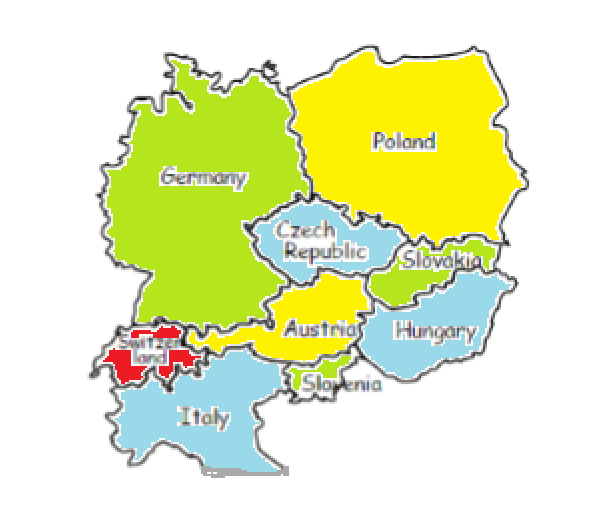 Poland
Germany
Czech
Republic
Slovakia
Austria
Hungary
Switzer
land
Slovenia
Italy